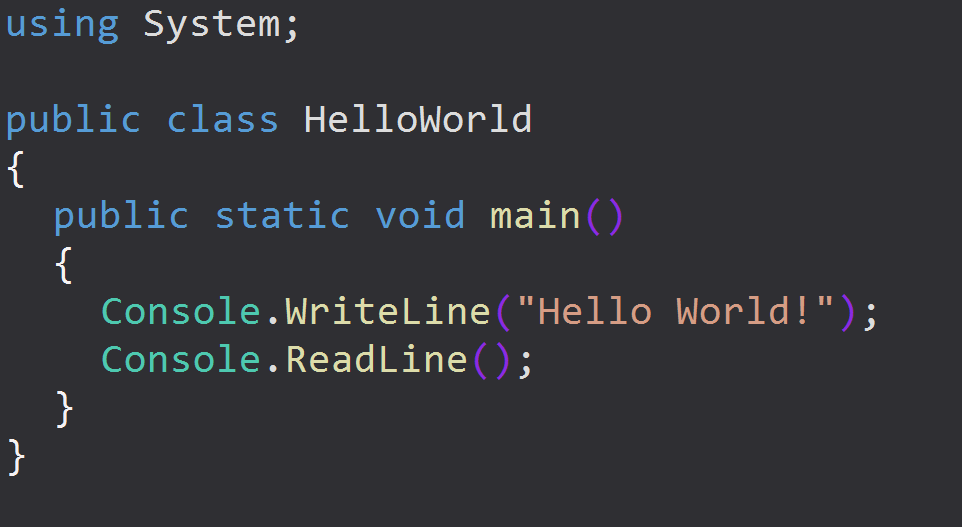 using System;
public class HelloWorld
{
public static void main()
{
Console.WriteLine("Hello World!");
Console.ReadLine();
}
}